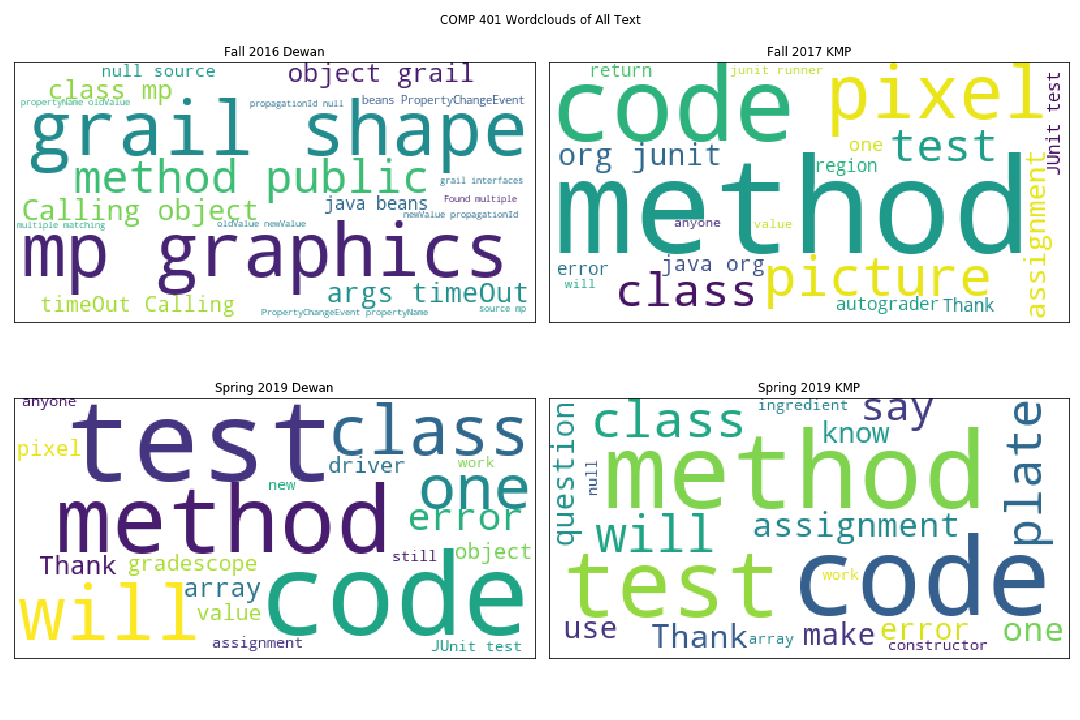 COMP 401 Wordclouds of All Text
Fall 2016 Dewan
null source
object grail
class mp
propertyName oldValue
propagationId null
beans PropertyChangeEvent
grail shape
method public
grail interfaces
Calling object
java beans
Found multiple
newValue propagationId
multiple matching
oldValue newValue
mp graphics
timeOut Calling
args timeOut
PropertyChangeEvent propertyName
source mp
Fall 2017 KMP
return
junit runner
code
pixel
JUnit test
org junit
one
test
region
method
anyone
value
assignment
error
java org
will
class
picture
autograder
Thank
Spring 2019 Dewan
anyone
test
class
pixel
driver
work
new
one
method
error
Thank
gradescope
still
object
will
array
code
value
assignment
JUnit test
Spring 2019 KMP
question
class
ingredient
say
know
null
method
plate
will
assignment
test
work
code
use
Thank
array
make
error
constructor
one